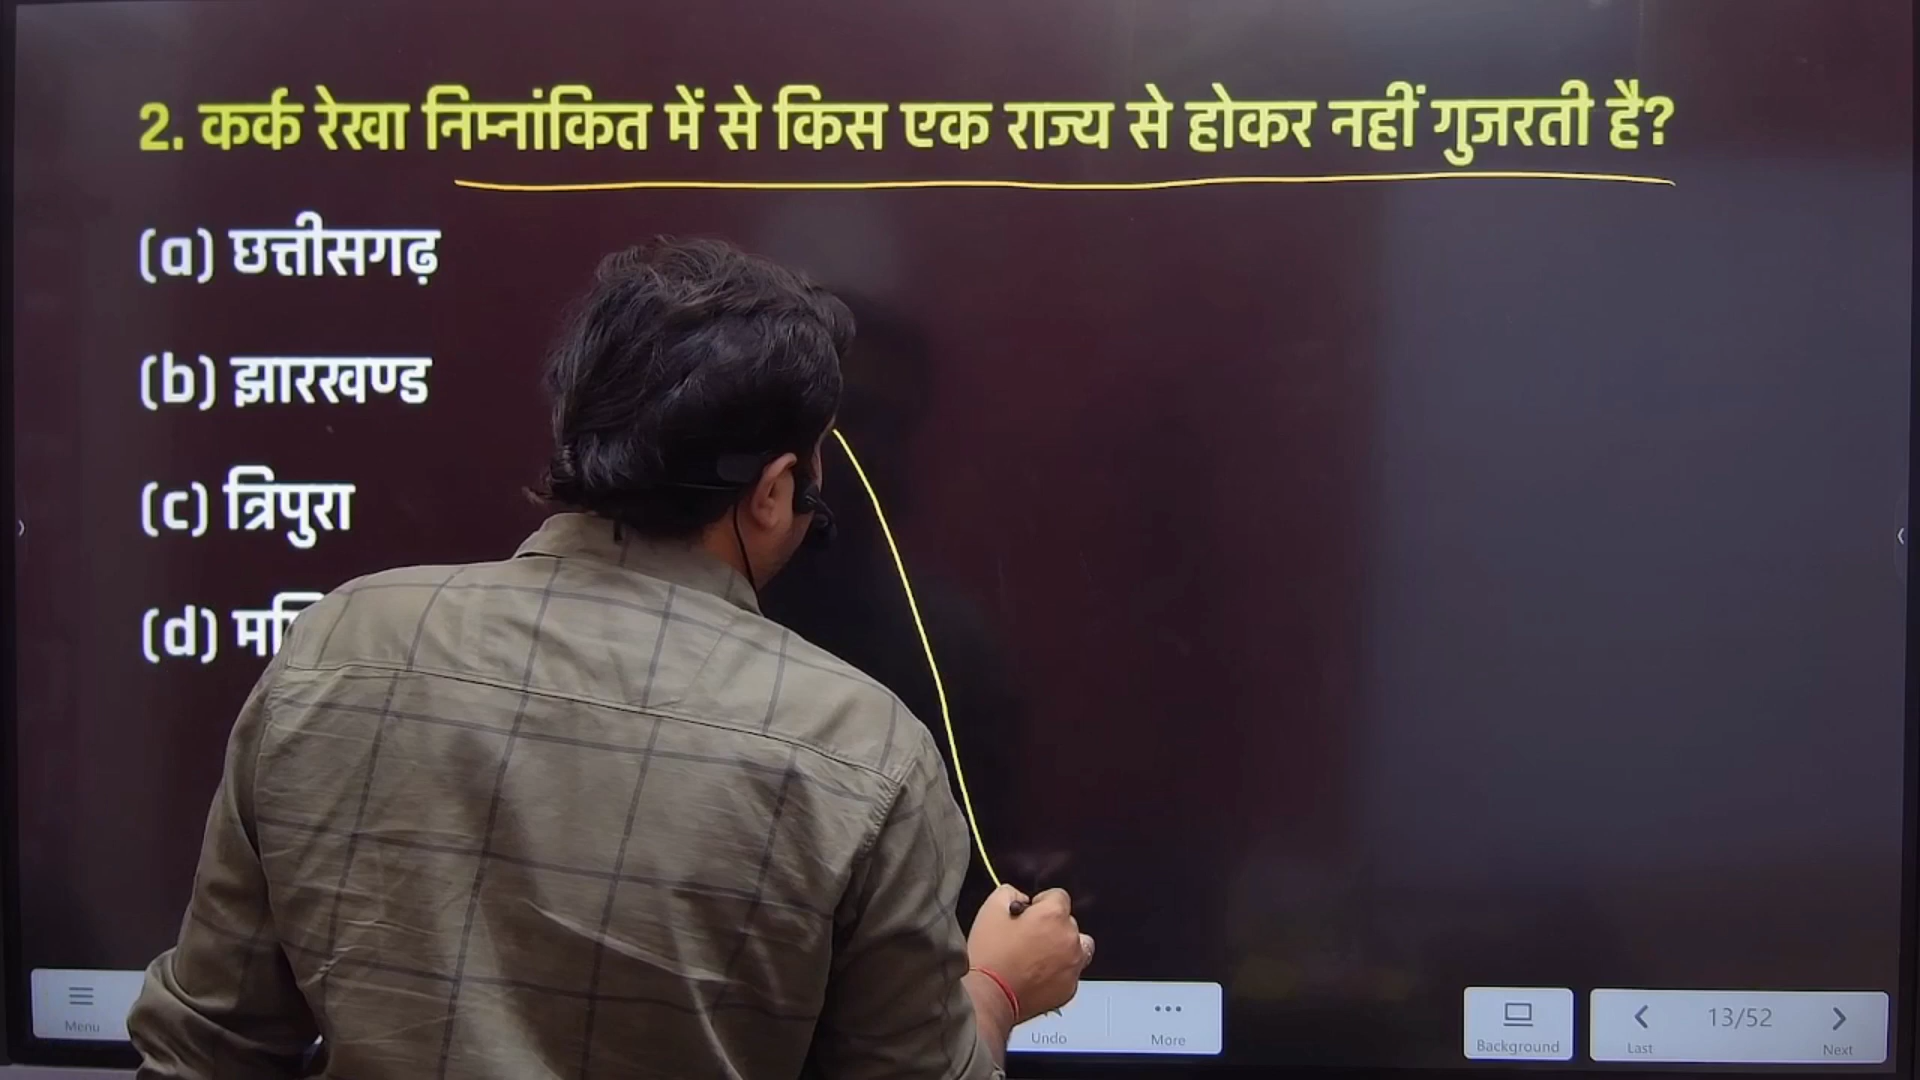 2. कर्क रेखा निम्नांकित में से किस एक राज्य से होकर नहीं गुजरती है?
(a) छत्तीसगढ़
(b) झारखण्ड
(c) त्रिपुरा
(d)
Menu
Undo
More
Background
Last
13/52
Next